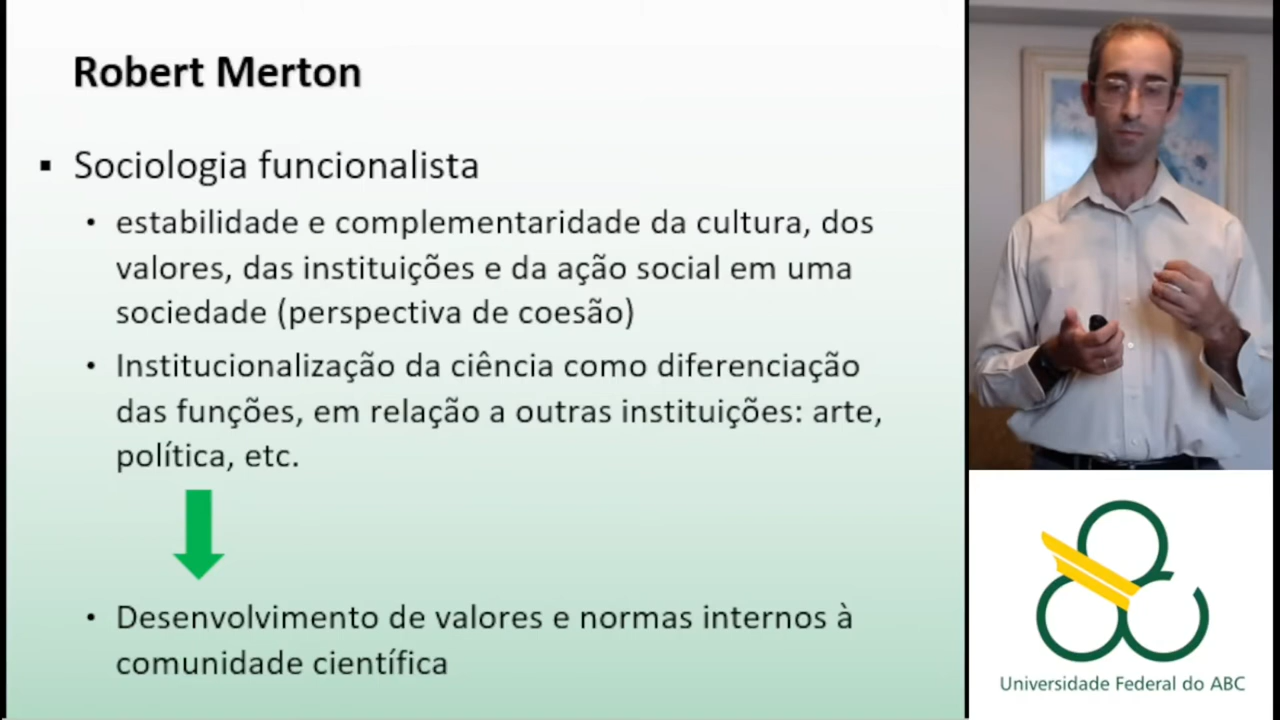 Robert Merton
▪ Sociologia funcionalista
• estabilidade e complementaridade da cultura, dos
valores, das instituições e da ação social em uma
sociedade (perspectiva de coesão)
• Institucionalização da ciência como diferenciação
das funções, em relação a outras instituições: arte,
política, etc.
• Desenvolvimento de valores e normas internos à
comunidade científica
Universidade Federal do ABC